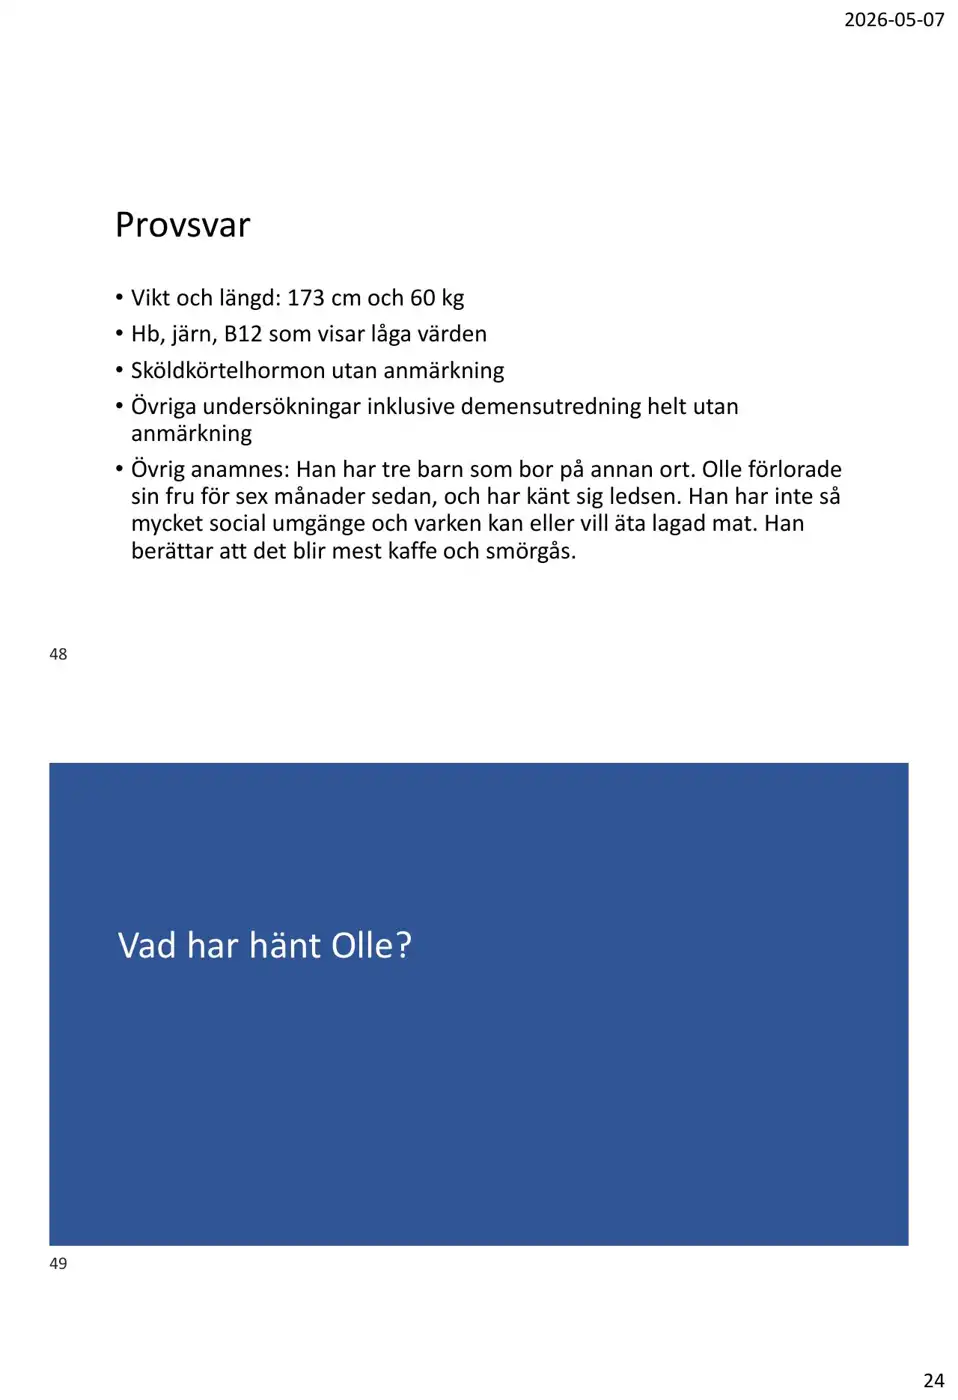 2026-05-07
Provsvar
• Vikt och längd: 173 cm och 60 kg
• Hb, järn, B12 som visar låga värden
• Sköldkörtelhormon utan anmärkning
• Övriga undersökningar inklusive demensutredning helt utan
anmärkning
• Övrig anamnes: Han har tre barn som bor på annan ort. Olle förlorade
sin fru för sex månader sedan, och har känt sig ledsen. Han har inte så
mycket social umgänge och varken kan eller vill äta lagad mat. Han
berättar att det blir mest kaffe och smörgås.
48
Vad har hänt Olle?
49
24